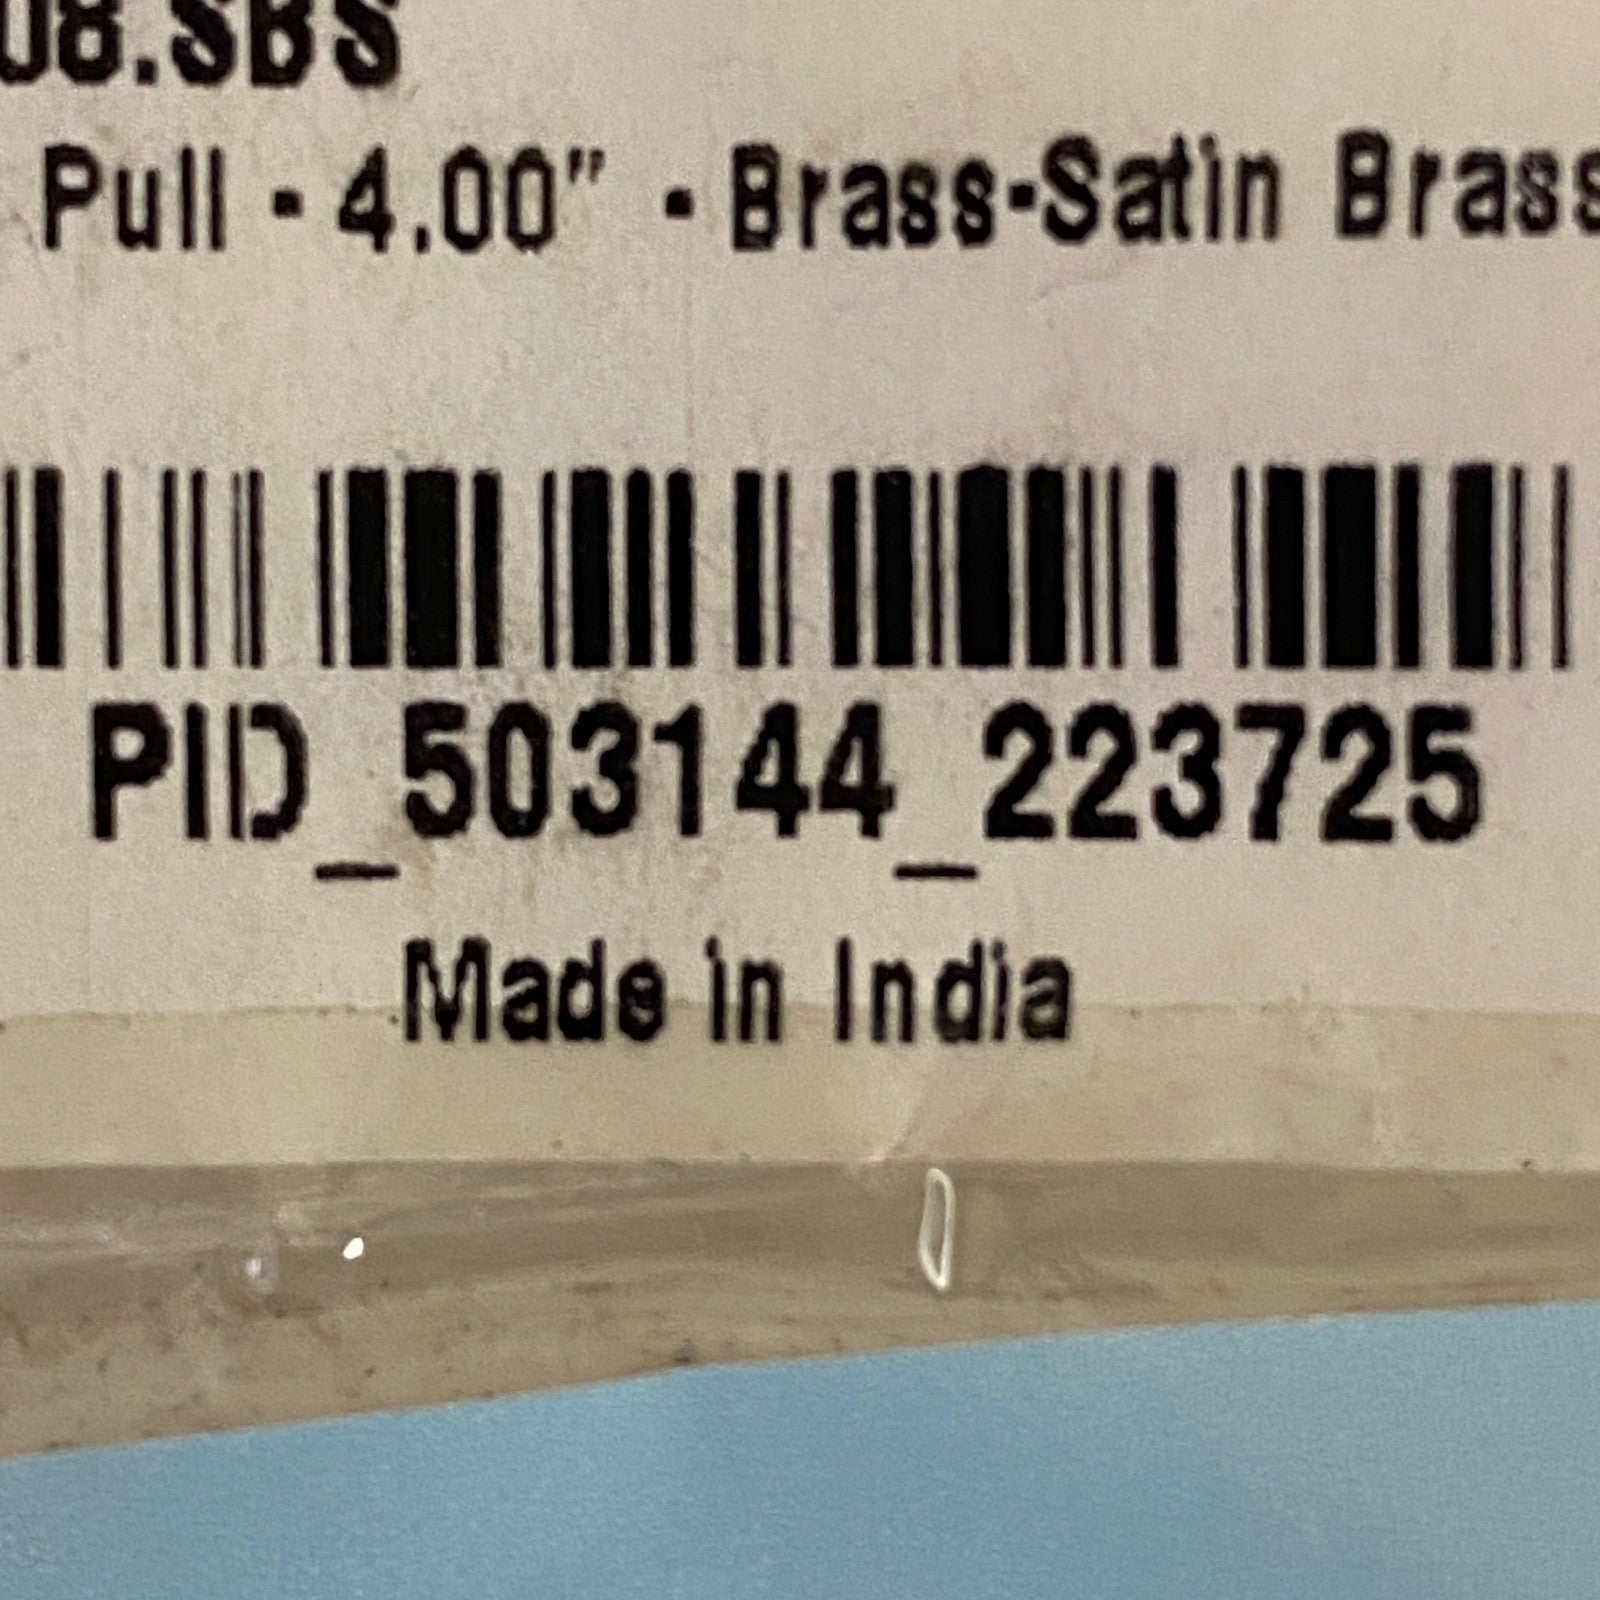 08.SBS
Pull - 4.00" - Brass-Satin Brass
PID_503144_223725
Made in India